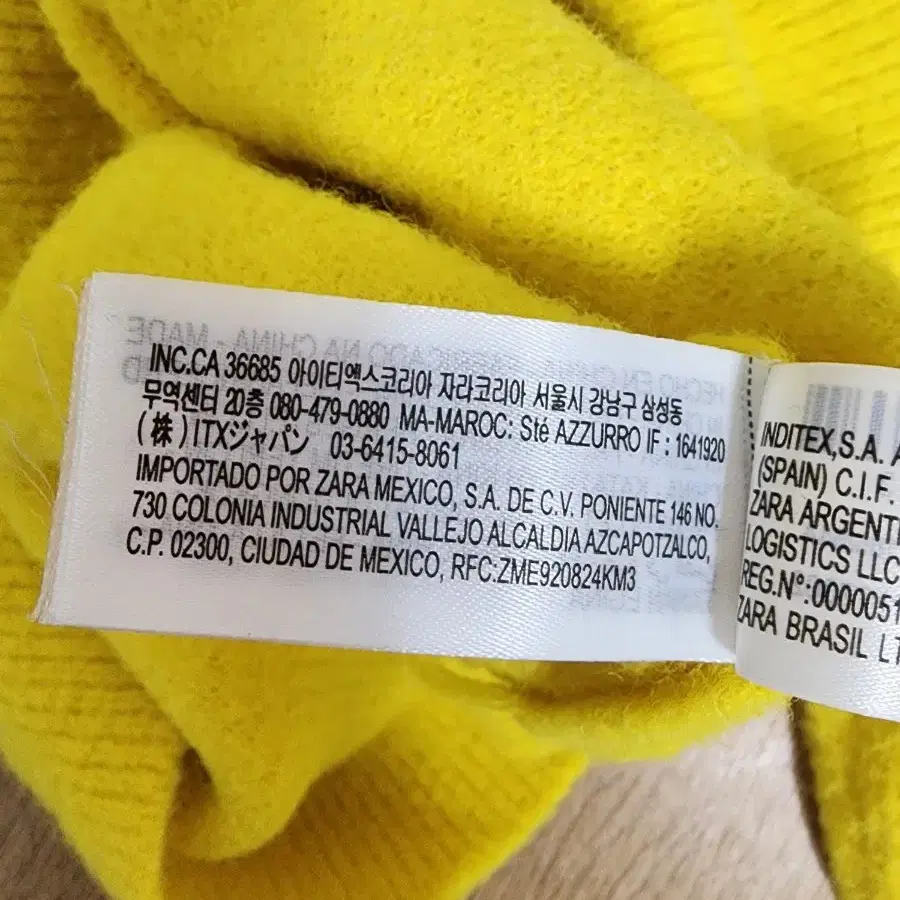 INC.CA 36685 아이티엑스코리아 자라코리아 서울시 강남구 삼성동
무역센터 20층 080-479-0880 MA-MAROC: Sté AZZURRO IF : 1641920
(株)ITXジャパン 03-6415-8061
IMPORTADO POR ZARA MEXICO, S.A. DE C.V. PONIENTE 146 NO.
730 COLONIA INDUSTRIAL VALLEJO ALCALDIA AZCAPOTZALCO,
C.P. 02300, CIUDAD DE MEXICO, RFC:ZME920824KM3
INDITEX,S.A.
(SPAIN) C.I.F.
ZARA ARGENTI
LOGISTICS LLC
REG.N°:0000051
ZARA BRASIL LT